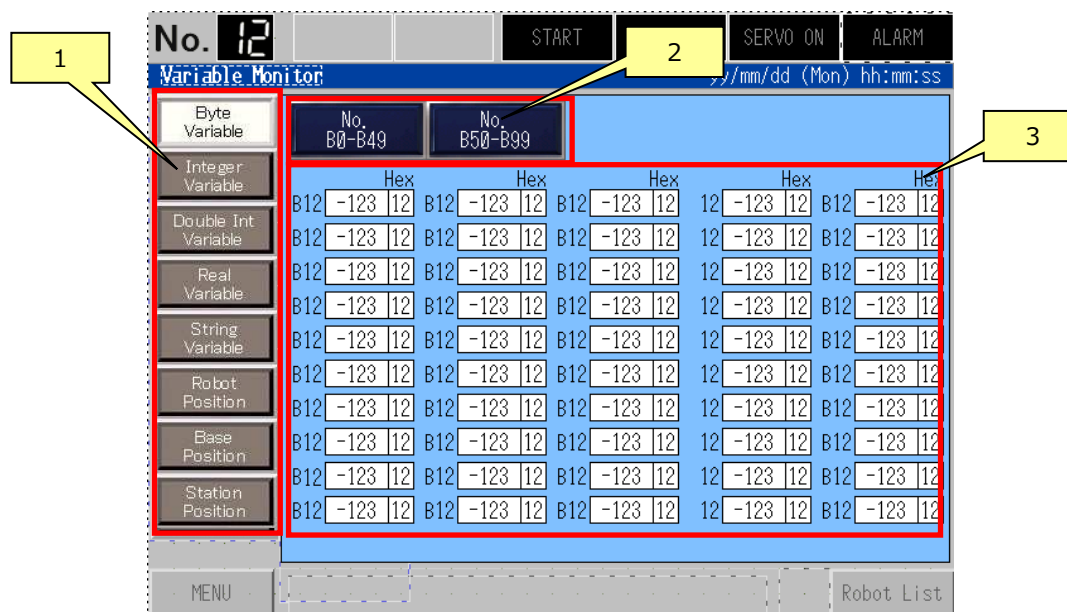 No. 12
START
SERVO ON
ALARM
Variable Monitor
/mm/dd (Mon) hh:mm:ss
1
2
3
Byte
Variable
Integer
Variable
Double Int
Variable
Real
Variable
String
Variable
Robot
Position
Base
Position
Station
Position
No.
B0-B49
No.
B50-B99
Hex Hex Hex Hex Hex
B12 -123 12 B12 -123 12 B12 -123 12 12 -123 12 B12 -123 12
B12 -123 12 B12 -123 12 B12 -123 12 12 -123 12 B12 -123 12
B12 -123 12 B12 -123 12 B12 -123 12 12 -123 12 B12 -123 12
B12 -123 12 B12 -123 12 B12 -123 12 12 -123 12 B12 -123 12
B12 -123 12 B12 -123 12 B12 -123 12 12 -123 12 B12 -123 12
B12 -123 12 B12 -123 12 B12 -123 12 12 -123 12 B12 -123 12
B12 -123 12 B12 -123 12 B12 -123 12 12 -123 12 B12 -123 12
B12 -123 12 B12 -123 12 B12 -123 12 12 -123 12 B12 -123 12
B12 -123 12 B12 -123 12 B12 -123 12 12 -123 12 B12 -123 12
B12 -123 12 B12 -123 12 B12 -123 12 12 -123 12 B12 -123 12
MENU
Robot List